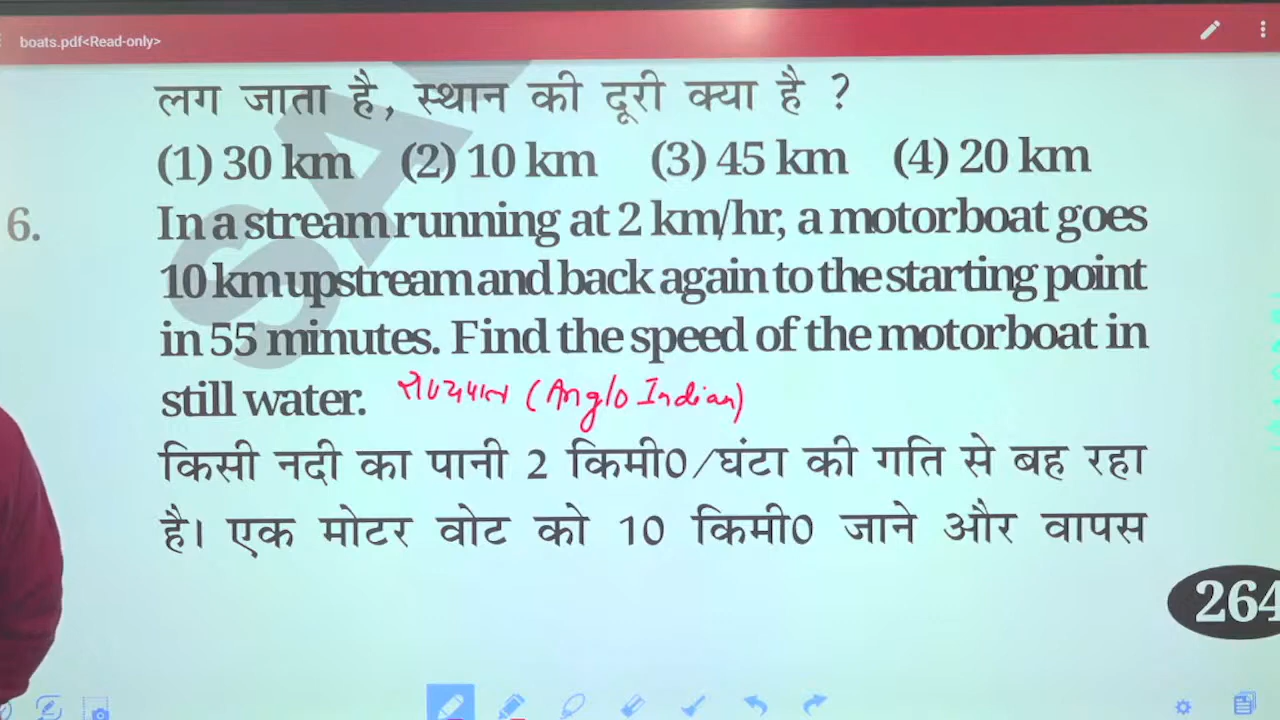 boats.pdf<Read-only>
लग जाता है, स्थान की दूरी क्या है ?
(1) 30 km (2) 10 km (3) 45 km (4) 20 km
6. In a stream running at 2 km/hr, a motorboat goes
10 km upstream and back again to the starting point
in 55 minutes. Find the speed of the motorboat in
still water. (Anglo Indian)
किसी नदी का पानी 2 किमी0/घंटा की गति से बह रहा
है। एक मोटर वोट को 10 किमी0 जाने और वापस
264